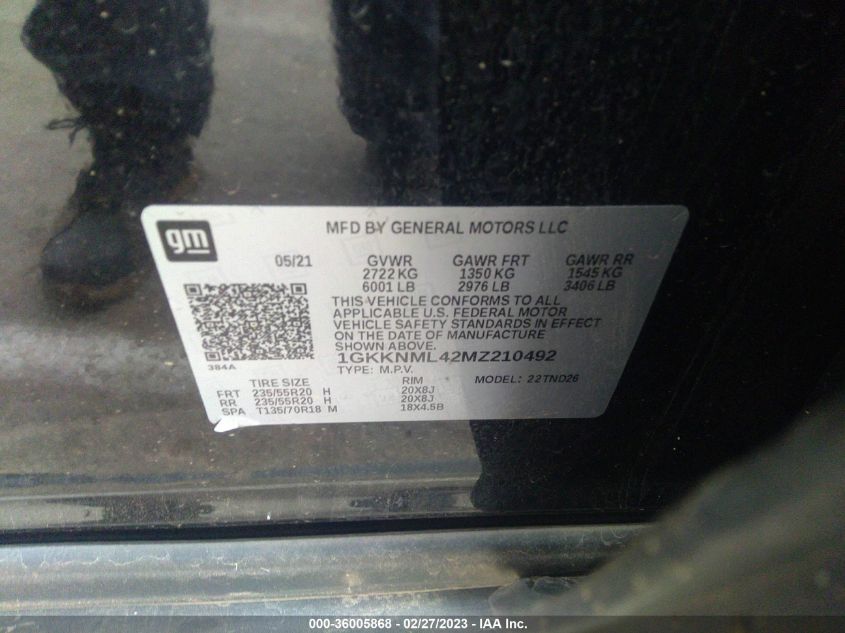 gm
MFD BY GENERAL MOTORS LLC
05/21 GVWR GAWR FRT GAWR RR
2722 KG 1350 KG 1545 KG
6001 LB 2976 LB 3406 LB
THIS VEHICLE CONFORMS TO ALL
APPLICABLE U.S. FEDERAL MOTOR
VEHICLE SAFETY STANDARDS IN EFFECT
ON THE DATE OF MANUFACTURE
SHOWN ABOVE.
384A
1GKKNML42MZ210492
TYPE: M.P.V. MODEL: 22TND26
TIRE SIZE RIM
FRT 235/55R20 H 20X8J
RR 235/55R20 H 20X8J
SPA T135/70R18 M 18X4.5B
000-36005868 - 02/27/2023 - IAA Inc.